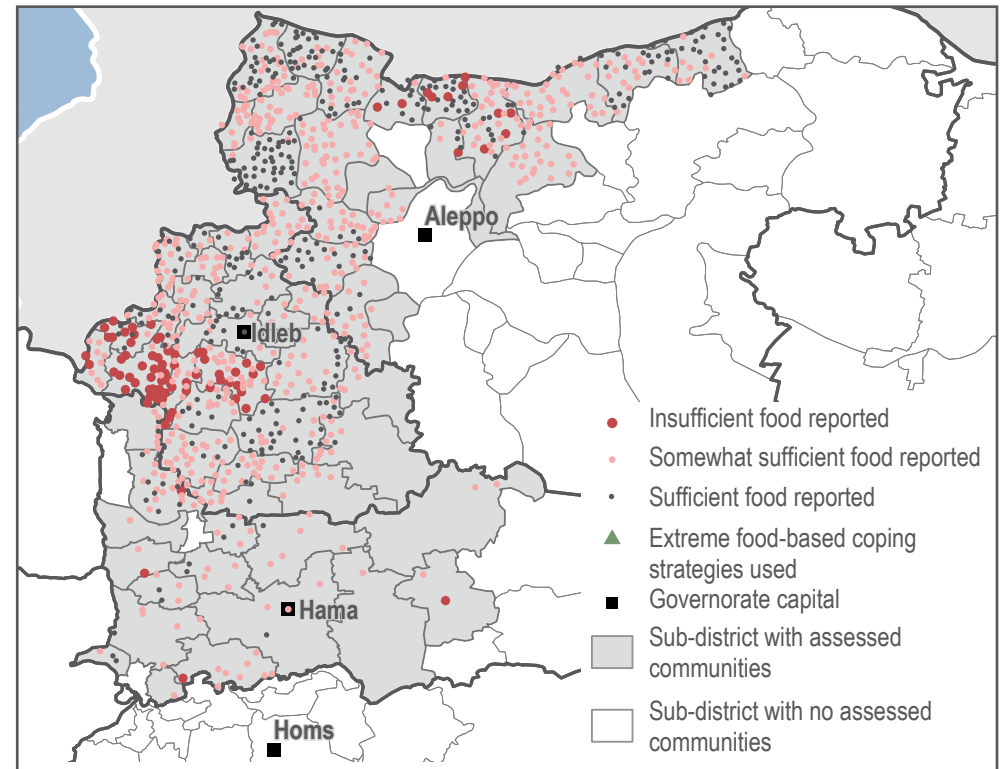 Aleppo
Idleb
Insufficient food reported
Somewhat sufficient food reported
Sufficient food reported
Extreme food-based coping
strategies used
Governorate capital
Hama
Sub-district with assessed
communities
Sub-district with no assessed
communities
Homs